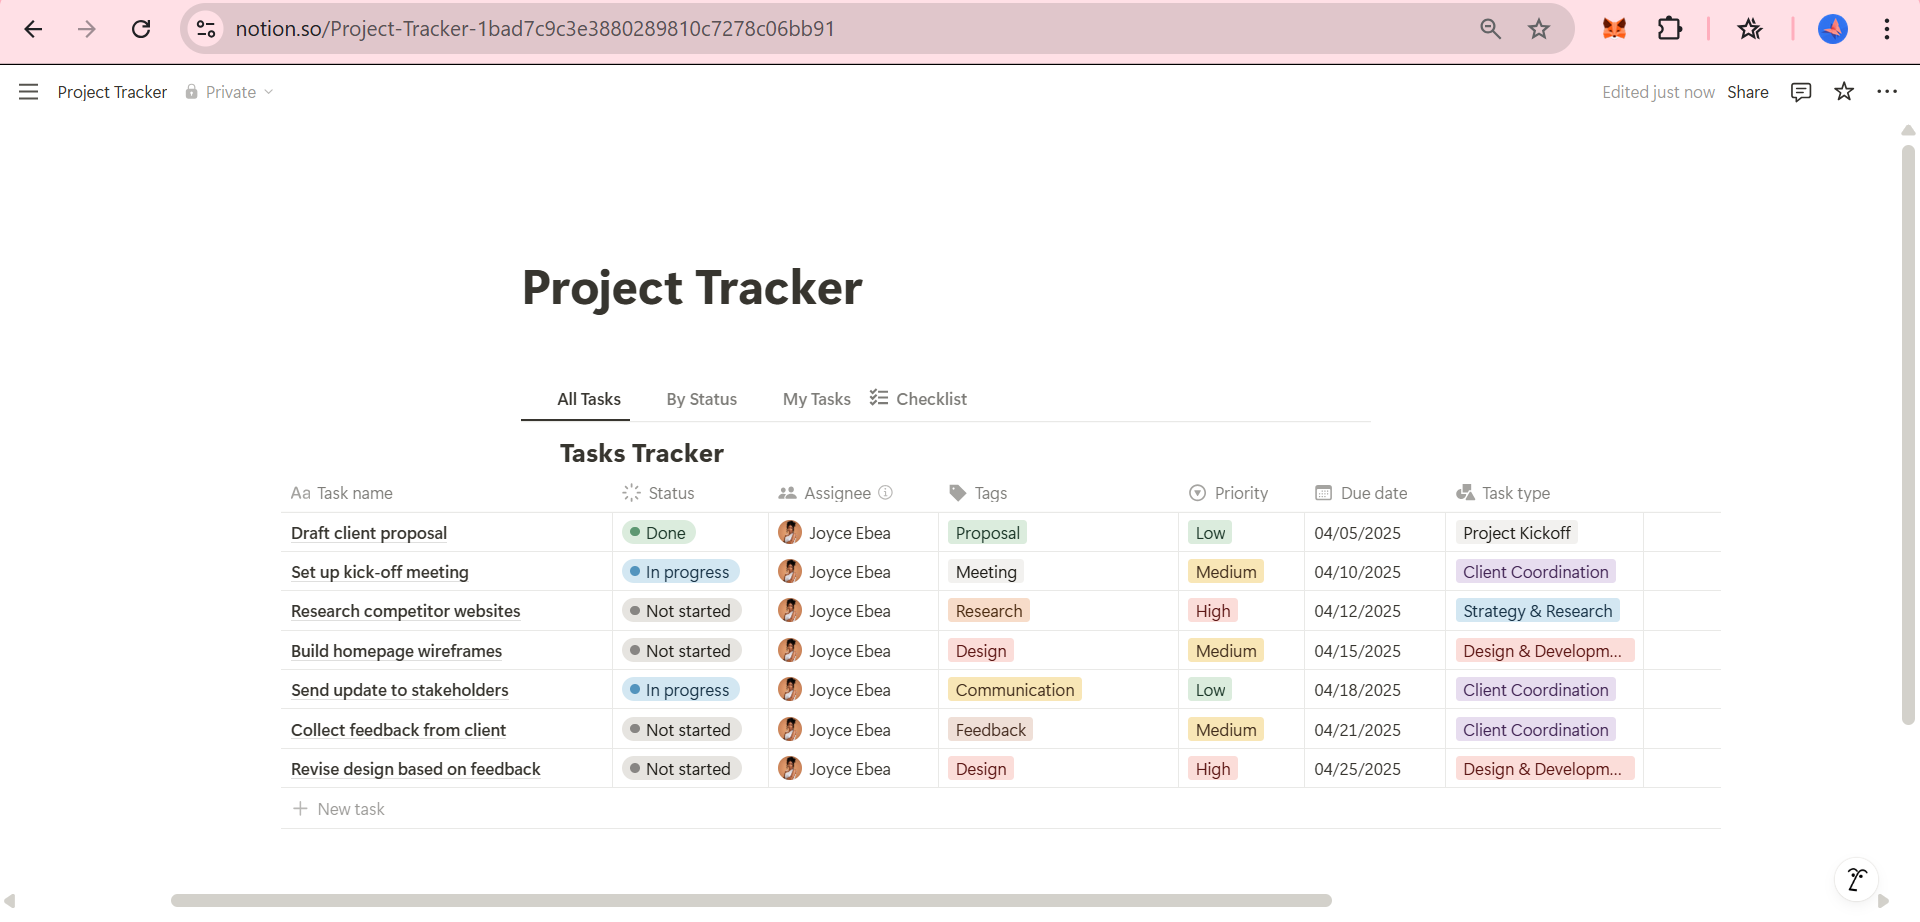 notion.so/Project-Tracker-1bad7c9c3e3880289810c7278c06bb91
Project Tracker Private Edited just now Share
Project Tracker
All Tasks By Status My Tasks Checklist
Tasks Tracker
Aa Task name Status Assignee Tags Priority Due date Task type
Draft client proposal Done Joyce Ebea Proposal Low 04/05/2025 Project Kickoff
Set up kick-off meeting In progress Joyce Ebea Meeting Medium 04/10/2025 Client Coordination
Research competitor websites Not started Joyce Ebea Research High 04/12/2025 Strategy & Research
Build homepage wireframes Not started Joyce Ebea Design Medium 04/15/2025 Design & Developm...
Send update to stakeholders In progress Joyce Ebea Communication Low 04/18/2025 Client Coordination
Collect feedback from client Not started Joyce Ebea Feedback Medium 04/21/2025 Client Coordination
Revise design based on feedback Not started Joyce Ebea Design High 04/25/2025 Design & Developm...
New task